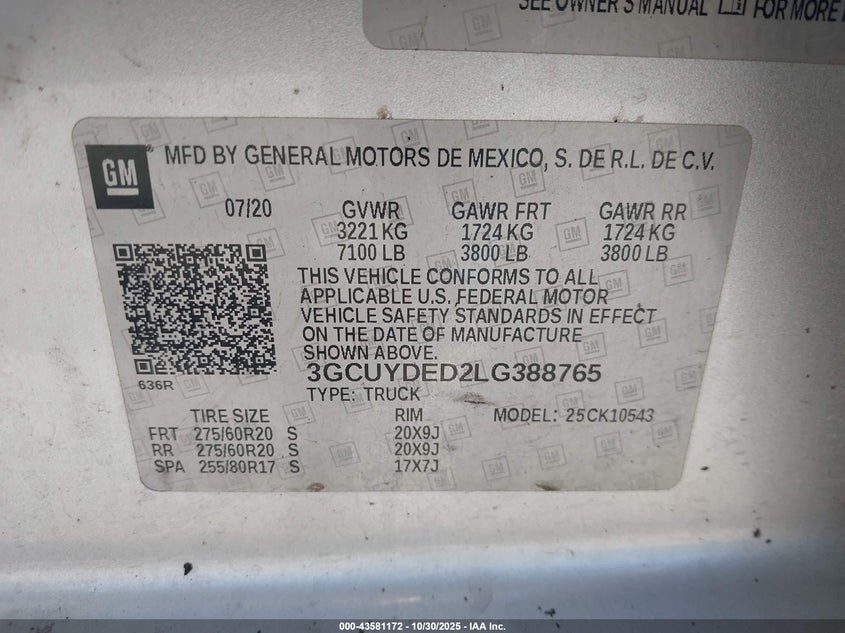 SEE OWNER'S MANUAL FOR MORE
GM ® MFD BY GENERAL MOTORS DE MEXICO, S. DE R.L. DE C.V.
07/20 GVWR GAWR FRT GAWR RR
3221 KG 1724 KG 1724 KG
7100 LB 3800 LB 3800 LB
THIS VEHICLE CONFORMS TO ALL
APPLICABLE U.S. FEDERAL MOTOR
VEHICLE SAFETY STANDARDS IN EFFECT
ON THE DATE OF MANUFACTURE
SHOWN ABOVE.
3GCUYDED2LG388765
636R
TYPE: TRUCK
TIRE SIZE RIM MODEL: 25CK10543
FRT 275/60R20 S 20X9J
RR 275/60R20 S 20X9J
SPA 255/80R17 S 17X7J
000-43581172 - 10/30/2025 - IAA Inc.